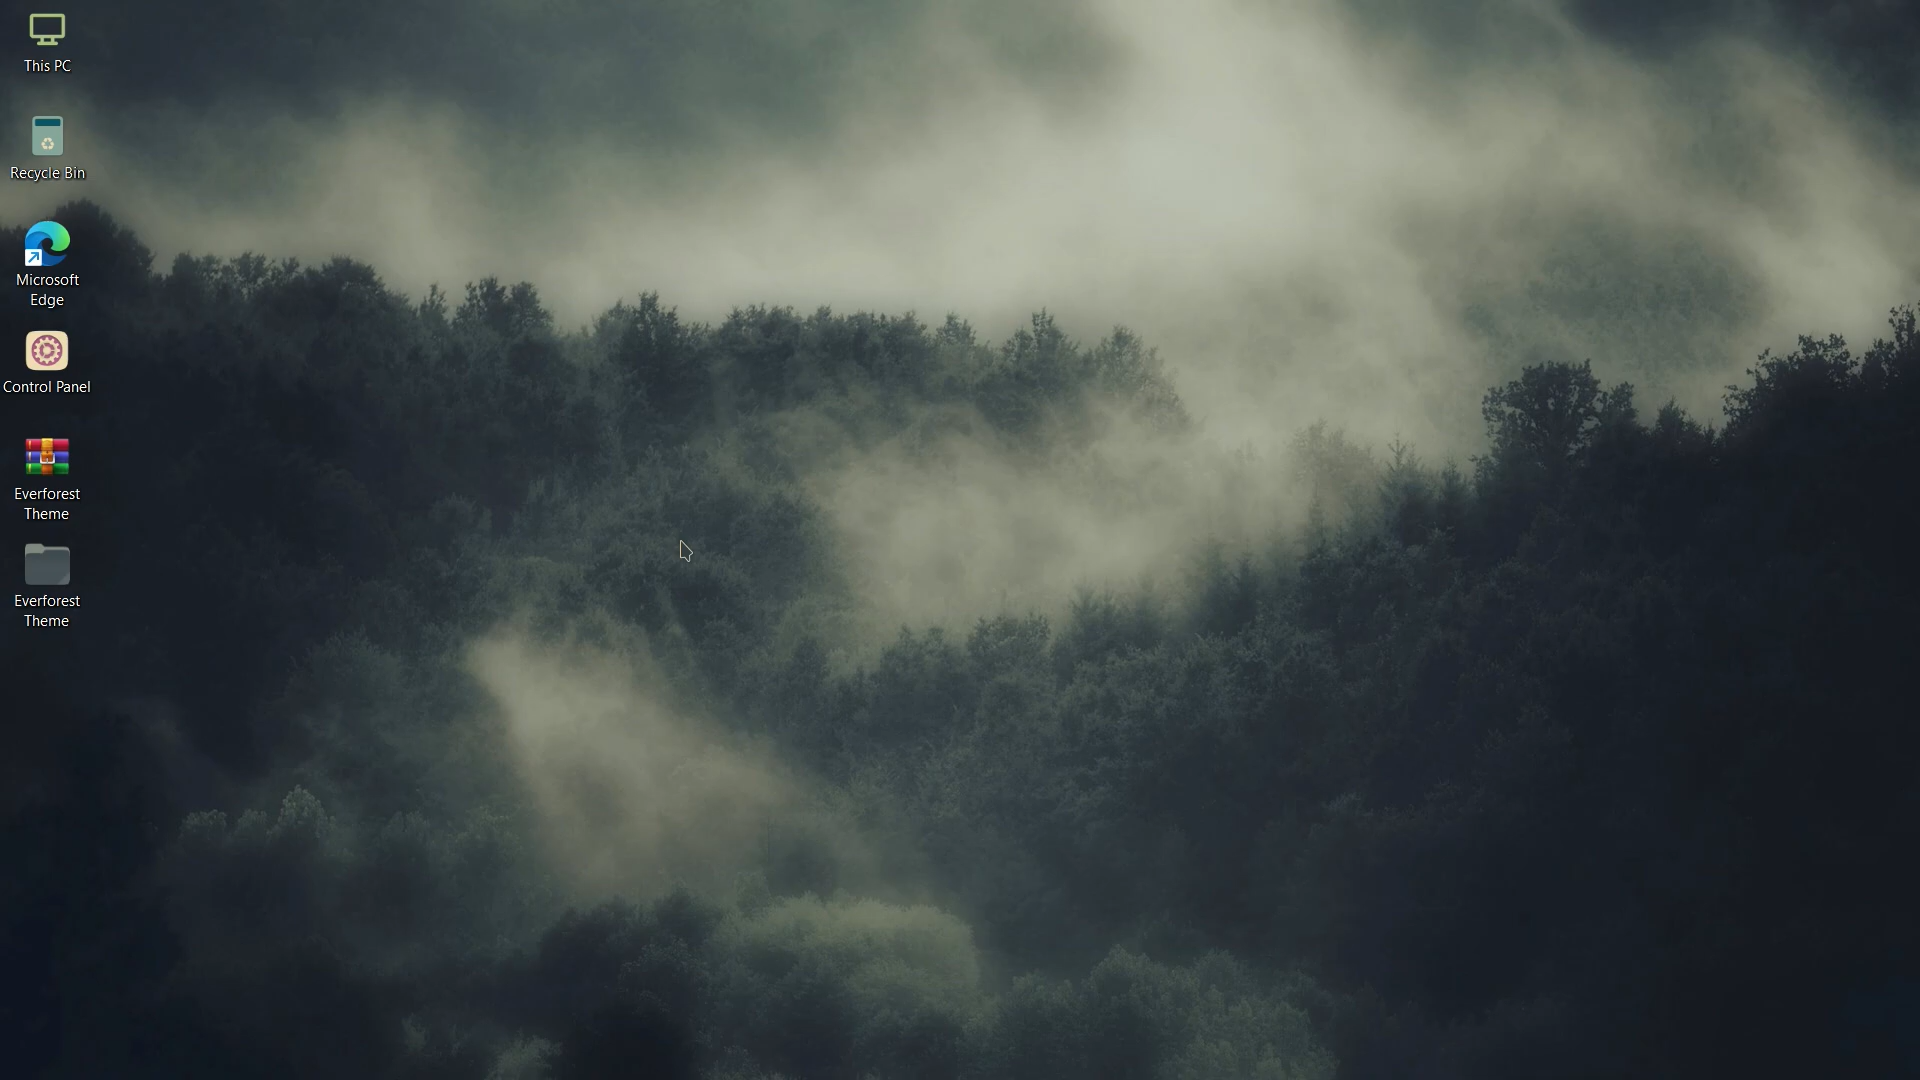 This PC
Recycle Bin
Microsoft
Edge
Control Panel
Everforest
Theme
Everforest
Theme